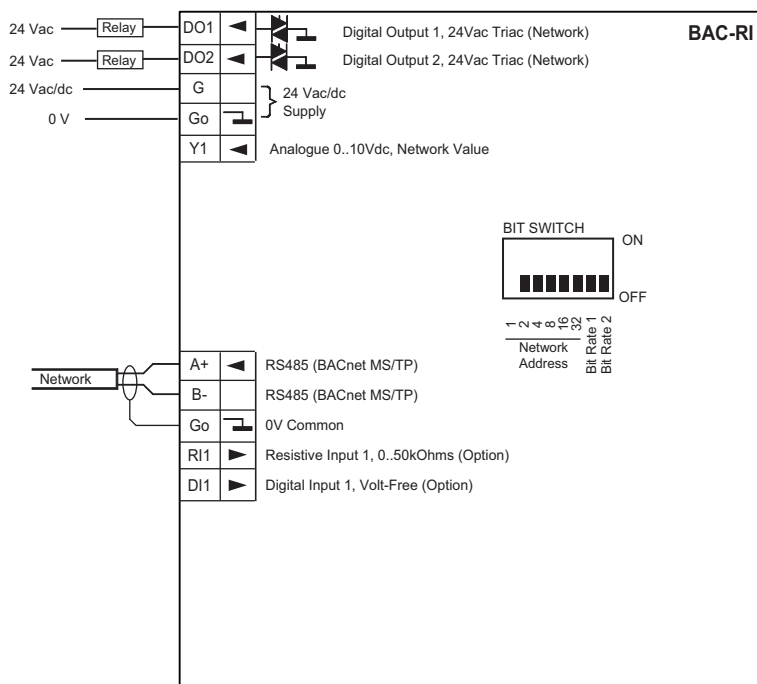 BAC-RI
24 Vac Relay DO1 Digital Output 1, 24Vac Triac (Network)
24 Vac Relay DO2 Digital Output 2, 24Vac Triac (Network)
24 Vac/dc G 24 Vac/dc
Supply
0 V Go
Y1 Analogue 0..10Vdc, Network Value
BIT SWITCH
ON
OFF
1 2 4 8 16 32 Bit Rate 1 Bit Rate 2
Network
Address
Network
A+ RS485 (BACnet MS/TP)
B- RS485 (BACnet MS/TP)
Go 0V Common
RI1 Resistive Input 1, 0..50kOhms (Option)
DI1 Digital Input 1, Volt-Free (Option)